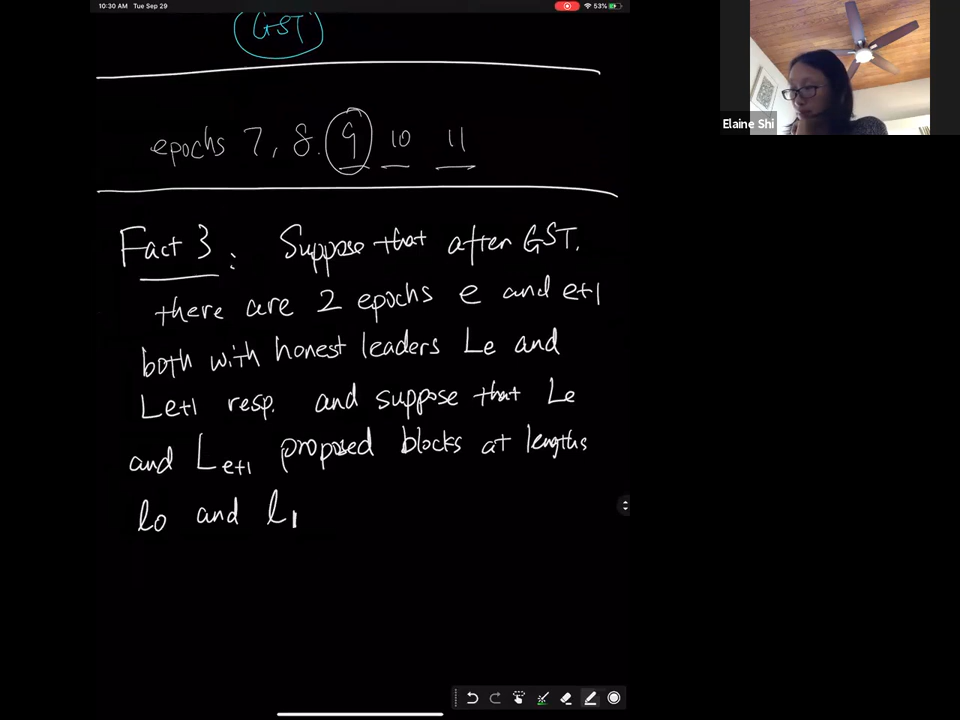 10:30 AM Tue Sep 29
53%
GST
Elaine Shi
epochs 7, 8. 9 10 11
Fact 3: Suppose that after GST.
there are 2 epochs e and e+1
both with honest leaders Le and
Le+1 resp. and suppose that Le
and Le+1 proposed blocks at lengths
l0 and l1